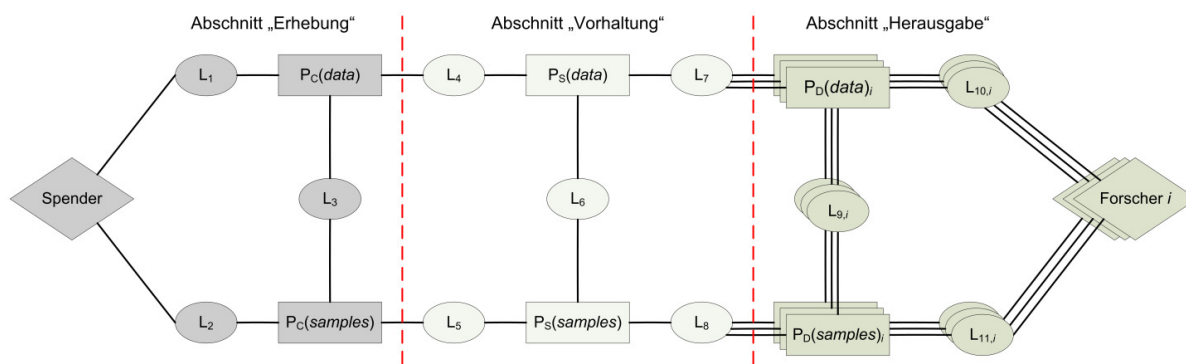 Abschnitt „Erhebung“
Abschnitt „Vorhaltung“
Abschnitt „Herausgabe“
L1
PC(data)
L4
PS(data)
L7
PD(data)i
L10,i
Spender
L3
L6
L9,i
Forscher i
L2
PC(samples)
L5
PS(samples)
L8
PD(samples)i
L11,i